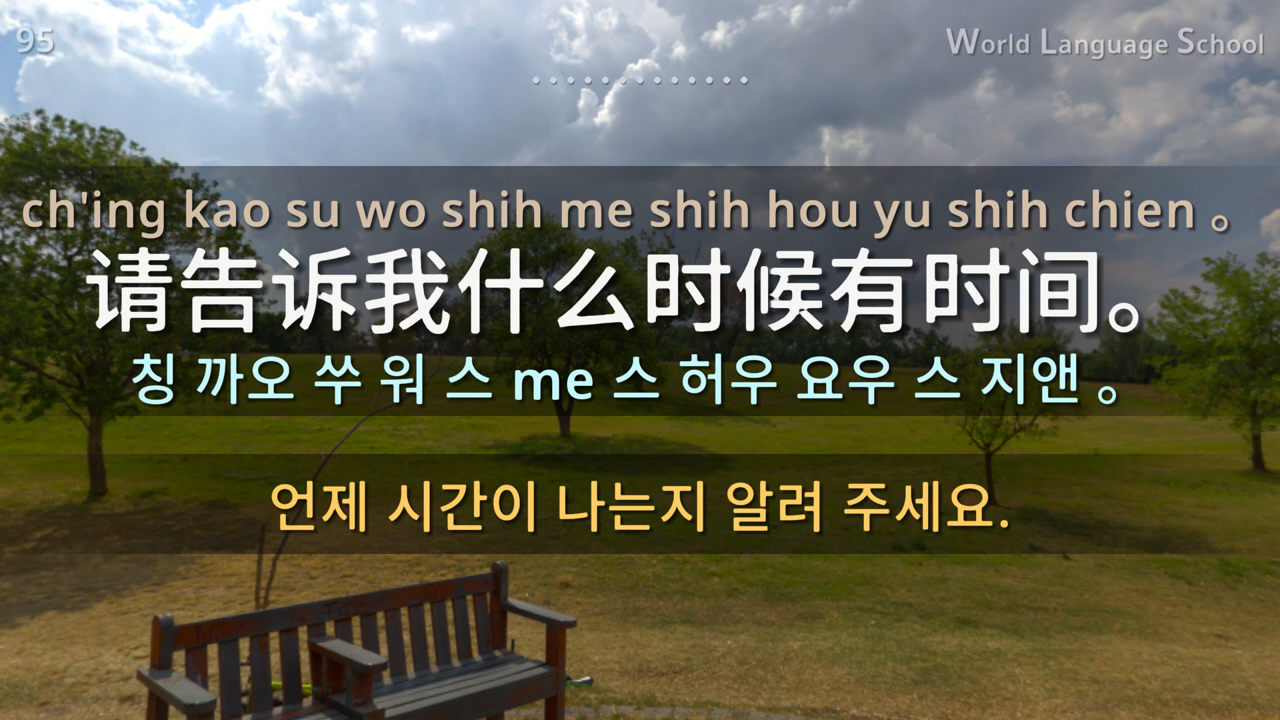 95
World Language School
.............
ch'ing kao su wo shih me shih hou yu shih chien 。
请告诉我什么时候有时间。
칭 까오 쑤 워 스 me 스 허우 요우 스 지앤 。
언제 시간이 나는지 알려 주세요.